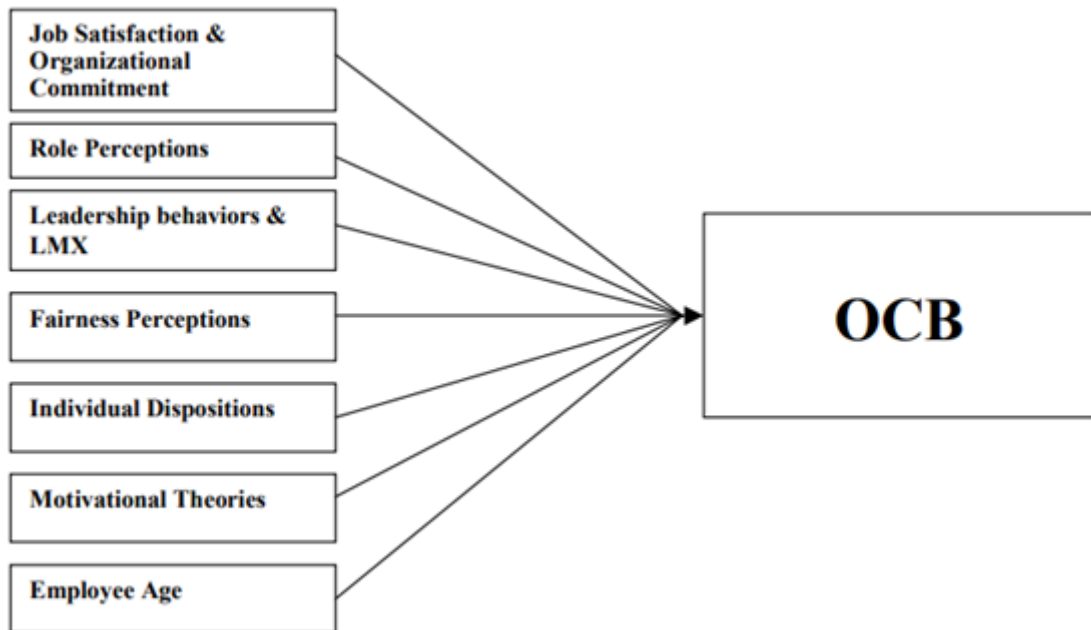 Job Satisfaction &
Organizational
Commitment
Role Perceptions
Leadership behaviors &
LMX
Fairness Perceptions
Individual Dispositions
Motivational Theories
Employee Age
OCB